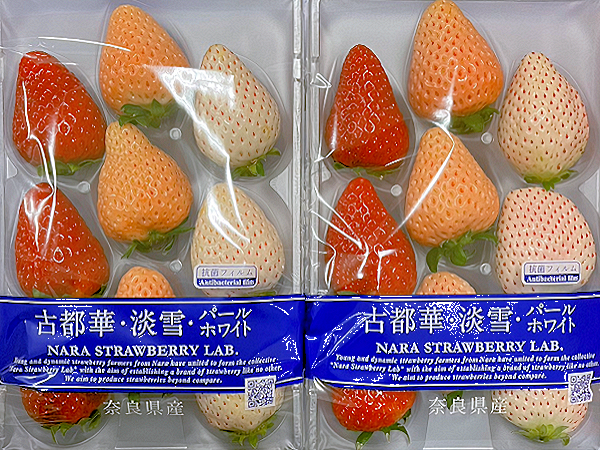 抗菌フィルム
Antibacterial film
古都華・淡雪・パールホワイト
NARA STRAWBERRY LAB.
Young and dynamic strawberry farmers from Nara have united to form the collective
"Nara Strawberry Lab" with the aim of establishing a brand of strawberry like no other.
We aim to produce strawberries beyond compare.
奈良県産
抗菌フィルム
Antibacterial film
古都華・淡雪・パールホワイト
NARA STRAWBERRY LAB.
Young and dynamic strawberry farmers from Nara have united to form the collective
"Nara Strawberry Lab" with the aim of establishing a brand of strawberry like no other.
We aim to produce strawberries beyond compare.
奈良県産